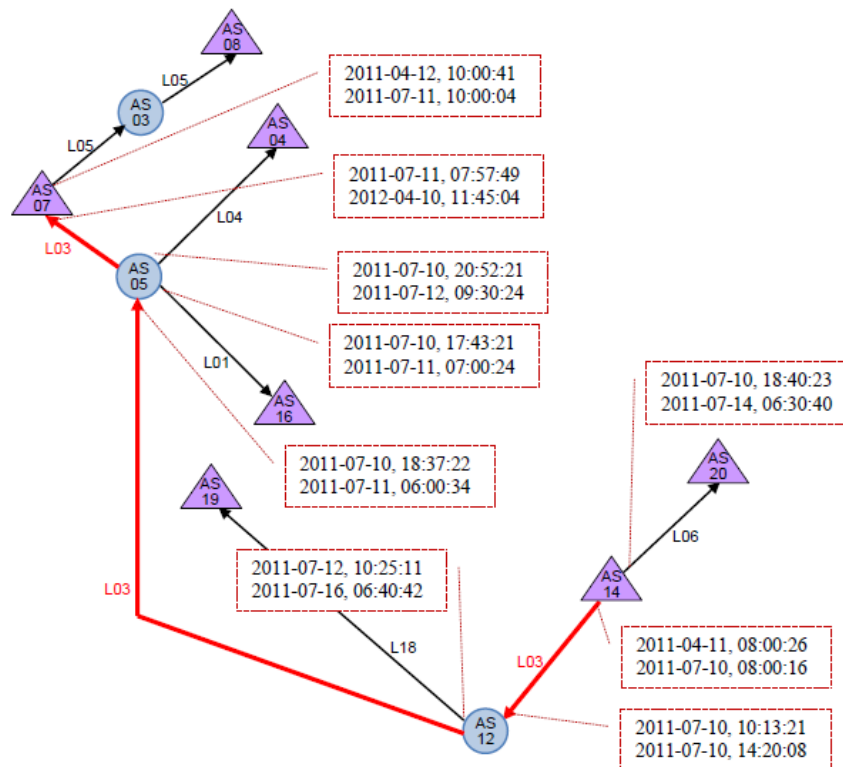 AS
08
L05
2011-04-12, 10:00:41
2011-07-11, 10:00:04
AS
03
L05
AS
04
AS
07
2011-07-11, 07:57:49
2012-04-10, 11:45:04
L04
L03
AS
05
2011-07-10, 20:52:21
2011-07-12, 09:30:24
2011-07-10, 17:43:21
2011-07-11, 07:00:24
L01
2011-07-10, 18:40:23
2011-07-14, 06:30:40
AS
16
2011-07-10, 18:37:22
2011-07-11, 06:00:34
AS
20
AS
19
L06
2011-07-12, 10:25:11
2011-07-16, 06:40:42
AS
14
L03
L18
L03
2011-04-11, 08:00:26
2011-07-10, 08:00:16
AS
12
2011-07-10, 10:13:21
2011-07-10, 14:20:08